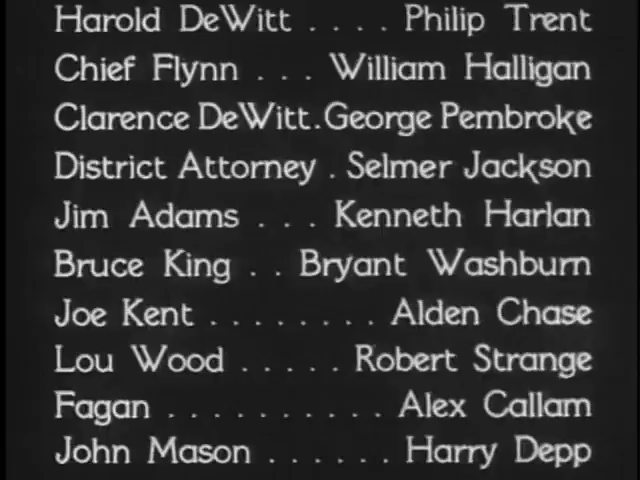 Harold DeWitt . . . . Philip Trent
Chief Flynn . . . William Halligan
Clarence DeWitt.George Pembroke
District Attorney . Selmer Jackson
Jim Adams . . . Kenneth Harlan
Bruce King . . Bryant Washburn
Joe Kent . . . . . . . . Alden Chase
Lou Wood . . . . . Robert Strange
Fagan . . . . . . . . . . Alex Callam
John Mason . . . . . . Harry Depp